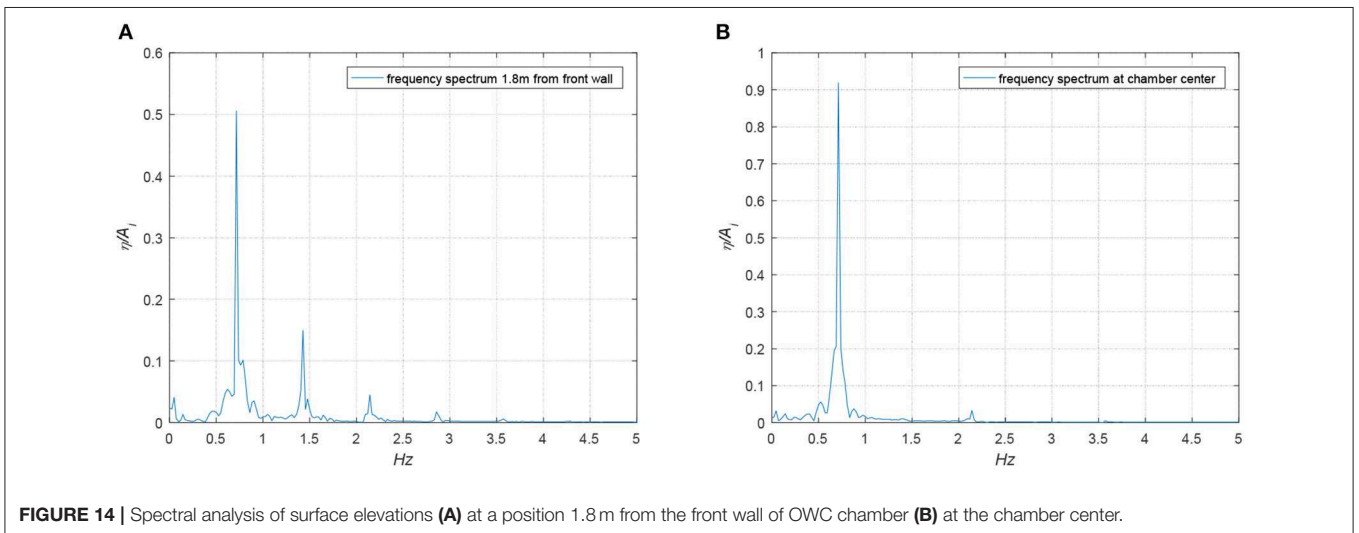 A
0.6
0.5
0.4
0.3
0.2
0.1
0
η/A_i
frequency spectrum 1.8m from front wall
0 0.5 1 1.5 2 2.5 3 3.5 4 4.5 5
Hz
B
1
0.9
0.8
0.7
0.6
0.5
0.4
0.3
0.2
0.1
0
η/A_i
frequency spectrum at chamber center
0 0.5 1 1.5 2 2.5 3 3.5 4 4.5 5
Hz
FIGURE 14 | Spectral analysis of surface elevations (A) at a position 1.8 m from the front wall of OWC chamber (B) at the chamber center.